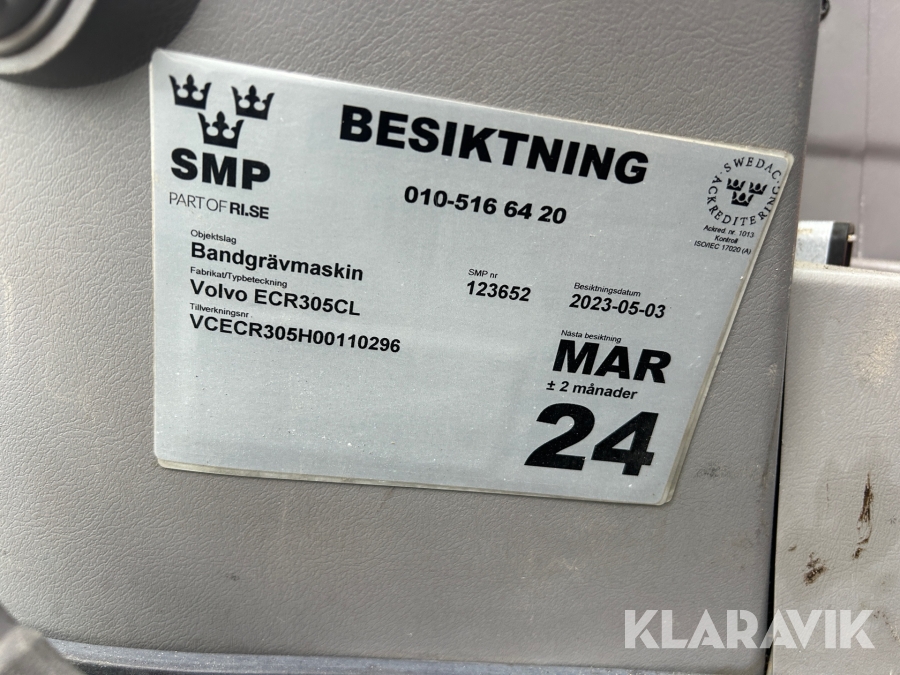 SMP
PART OF RI.SE
BESIKTNING
010-516 64 20
SWEDAC
ACKREDITERING
Ackred. nr. 1013
Kontroll
ISO/IEC 17020 (A)
Objektslag
Bandgrävmaskin
Fabrikat/Typbeteckning
Volvo ECR305CL
Tillverkningsnr
VCECR305H00110296
SMP nr
123652
Besiktningsdatum
2023-05-03
Nästa besiktning
MAR
± 2 månader
24
KLARAVIK